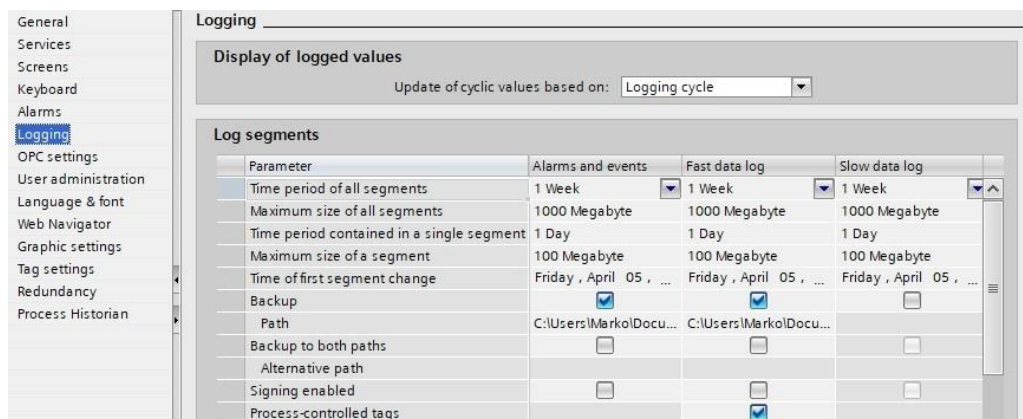 General
Services
Screens
Keyboard
Alarms
Logging
OPC settings
User administration
Language & font
Web Navigator
Graphic settings
Tag settings
Redundancy
Process Historian
Logging
Display of logged values
Update of cyclic values based on: Logging cycle
Log segments
Parameter Alarms and events Fast data log Slow data log
Time period of all segments 1 Week 1 Week 1 Week
Maximum size of all segments 1000 Megabyte 1000 Megabyte 1000 Megabyte
Time period contained in a single segment 1 Day 1 Day 1 Day
Maximum size of a segment 100 Megabyte 100 Megabyte 100 Megabyte
Time of first segment change Friday , April 05 , ... Friday , April 05 , ... Friday , April 05 , ...
Backup
Path C:\Users\Marko\Docu... C:\Users\Marko\Docu...
Backup to both paths
Alternative path
Signing enabled
Process-controlled tags